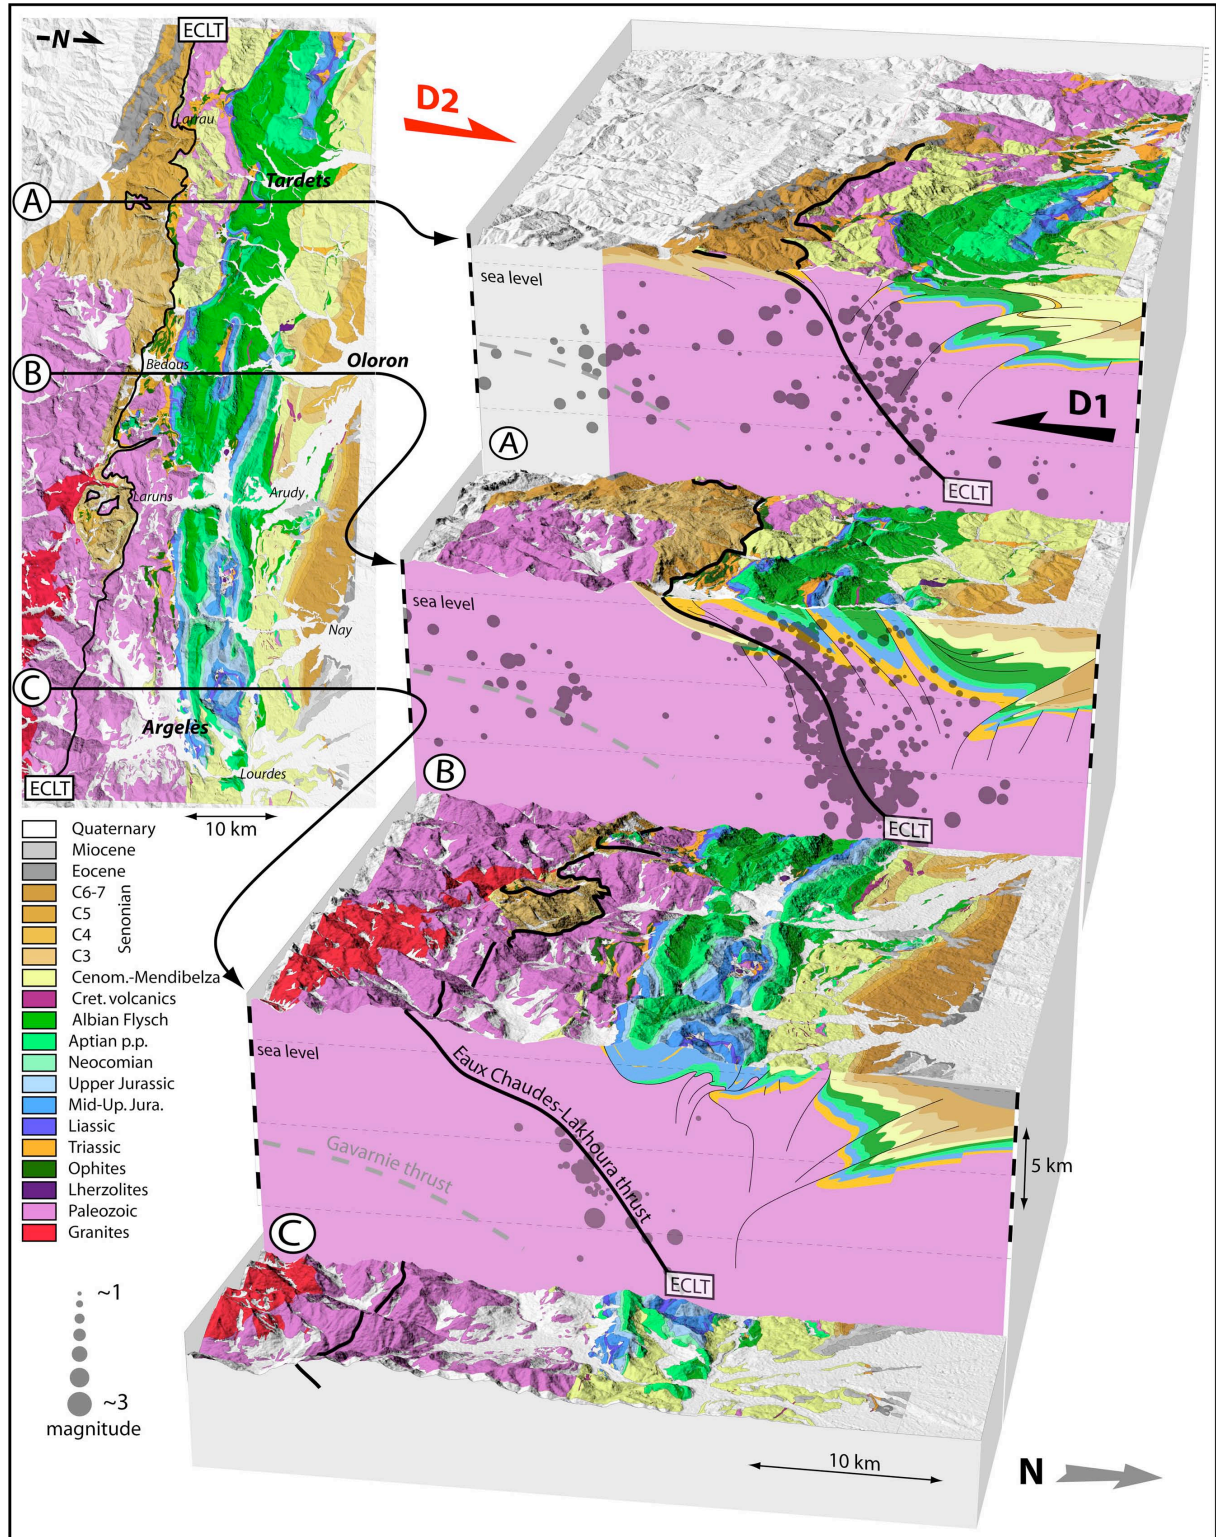 N
ECLT
Larrau
Tardets
A
Bedous
B
Oloron
Laruns
Arudy
Nay
C
Argelès
Lourdes
ECLT
10 km
Quaternary
Miocene
Eocene
C6-7
C5
C4
C3
Senonian
Cenom.-Mendibelza
Cret. volcanics
Albian Flysch
Aptian p.p.
Neocomian
Upper Jurassic
Mid-Up. Jura.
Liassic
Triassic
Ophites
Lherzolites
Paleozoic
Granites
~1
~3
magnitude
D2
sea level
D1
A
ECLT
sea level
B
ECLT
sea level
Eaux Chaudes-Lakhoura thrust
Gavarnie thrust
5 km
C
ECLT
10 km
N